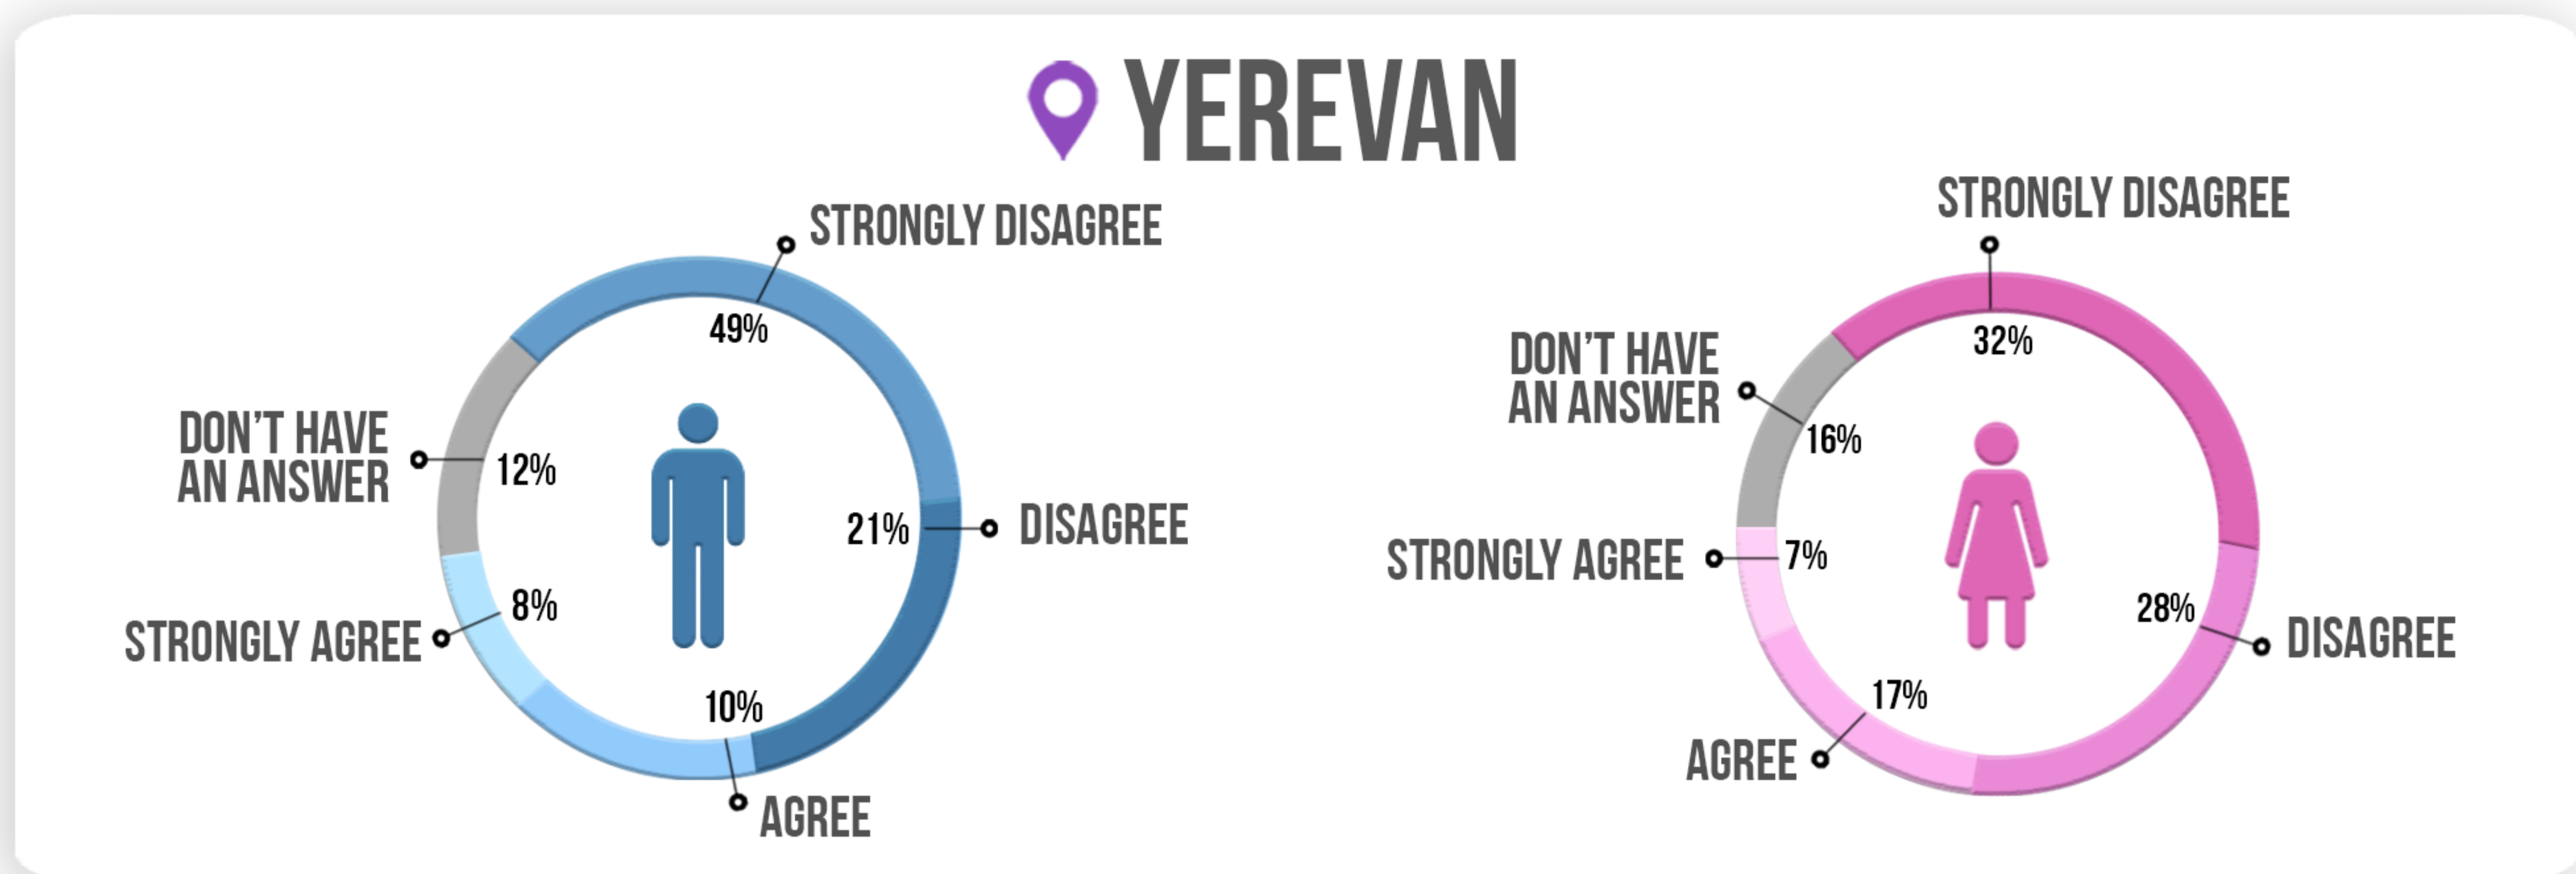 YEREVAN
STRONGLY DISAGREE
49%
DON'T HAVE
AN ANSWER
12%
21%
DISAGREE
8%
STRONGLY AGREE
10%
AGREE
STRONGLY DISAGREE
32%
DON'T HAVE
AN ANSWER
16%
STRONGLY AGREE
7%
28%
DISAGREE
17%
AGREE